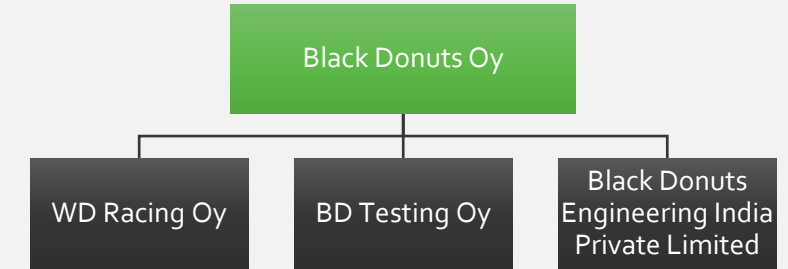 Black Donuts Oy
WD Racing Oy
BD Testing Oy
Black Donuts
Engineering India
Private Limited